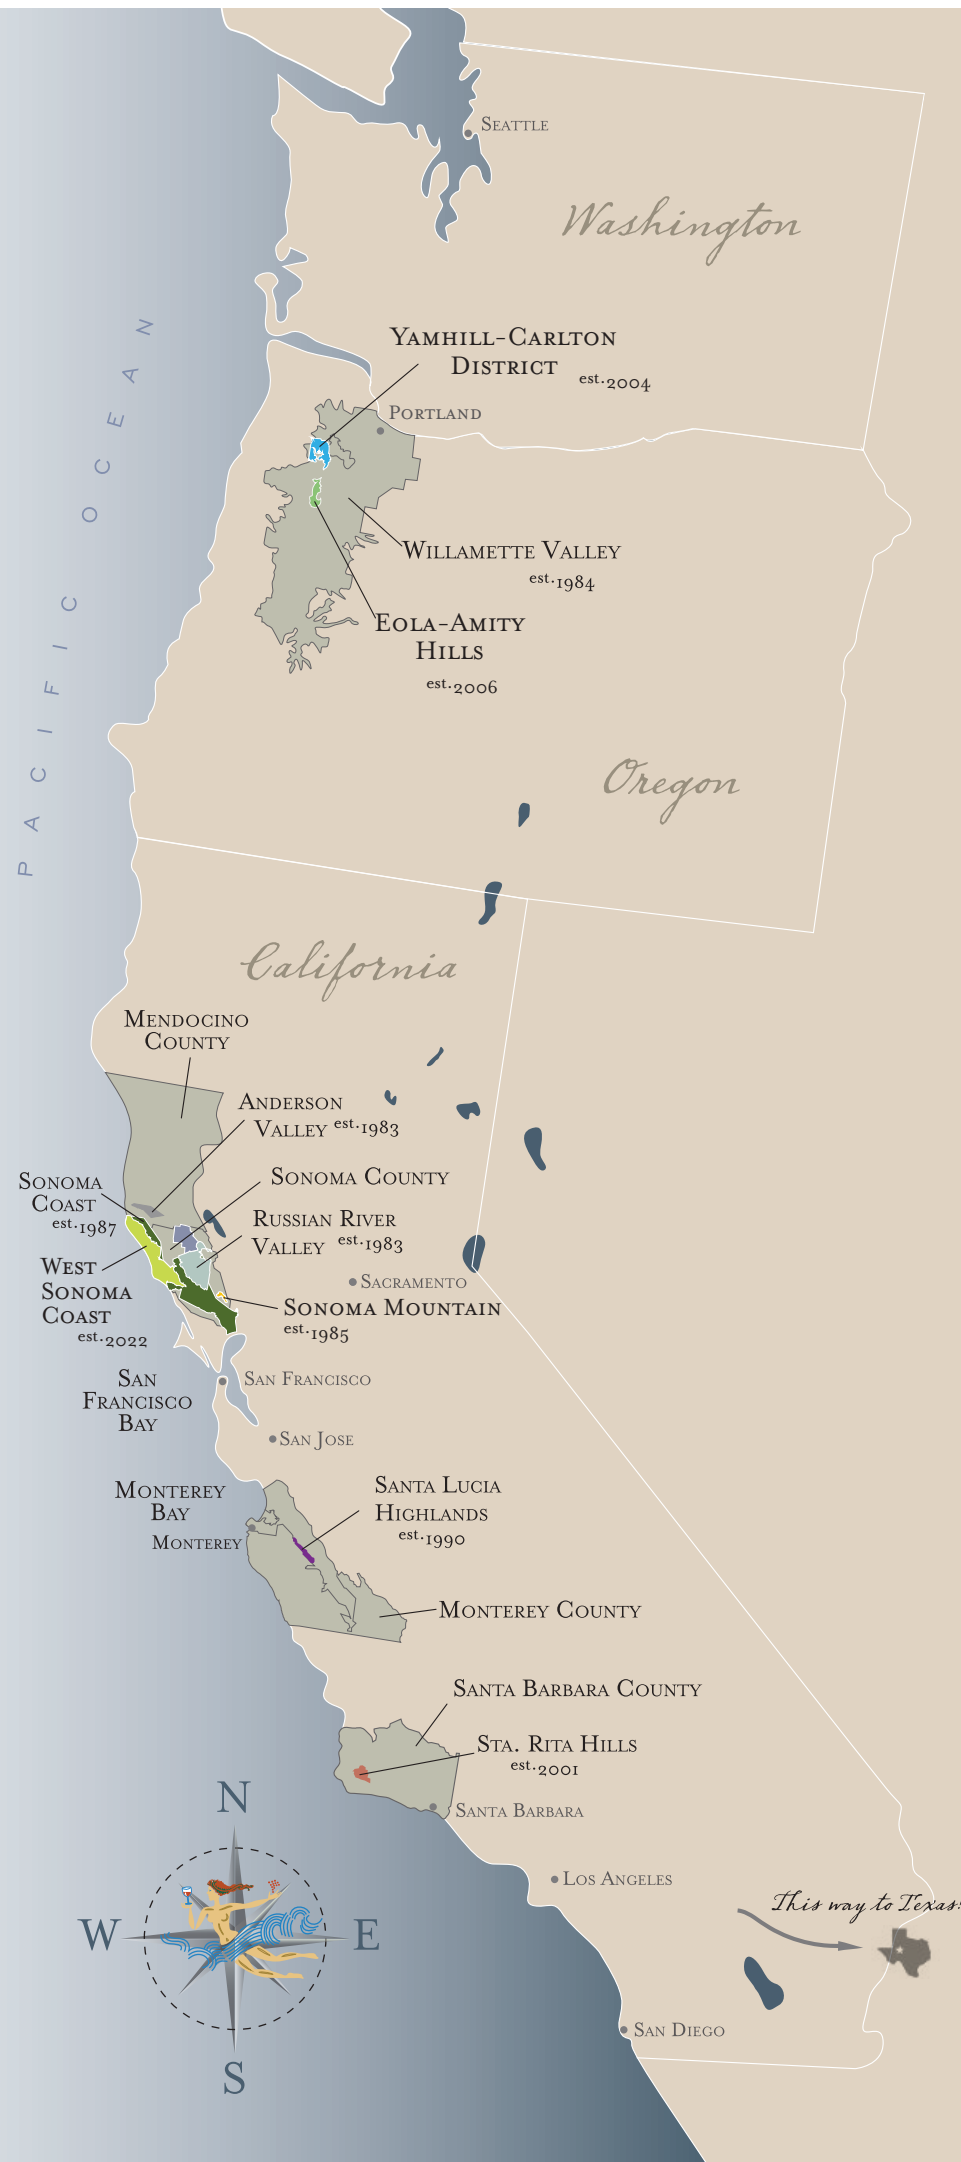 Seattle
Washington
PACIFIC OCEAN
Yamhill-Carlton
District
est.2004
Portland
Willamette Valley
est.1984
Eola-Amity
Hills
est.2006
Oregon
California
Mendocino
County
Anderson
Valley est.1983
Sonoma County
Sonoma
Coast
est.1987
Russian River
Valley est.1983
West
Sonoma
Coast
est.2022
Sacramento
Sonoma Mountain
est.1985
San
Francisco
Bay
San Francisco
San Jose
Monterey
Bay
Monterey
Santa Lucia
Highlands
est.1990
Monterey County
Santa Barbara County
Sta. Rita Hills
est.2001
Santa Barbara
N
W
E
S
Los Angeles
This way to Texas!
San Diego